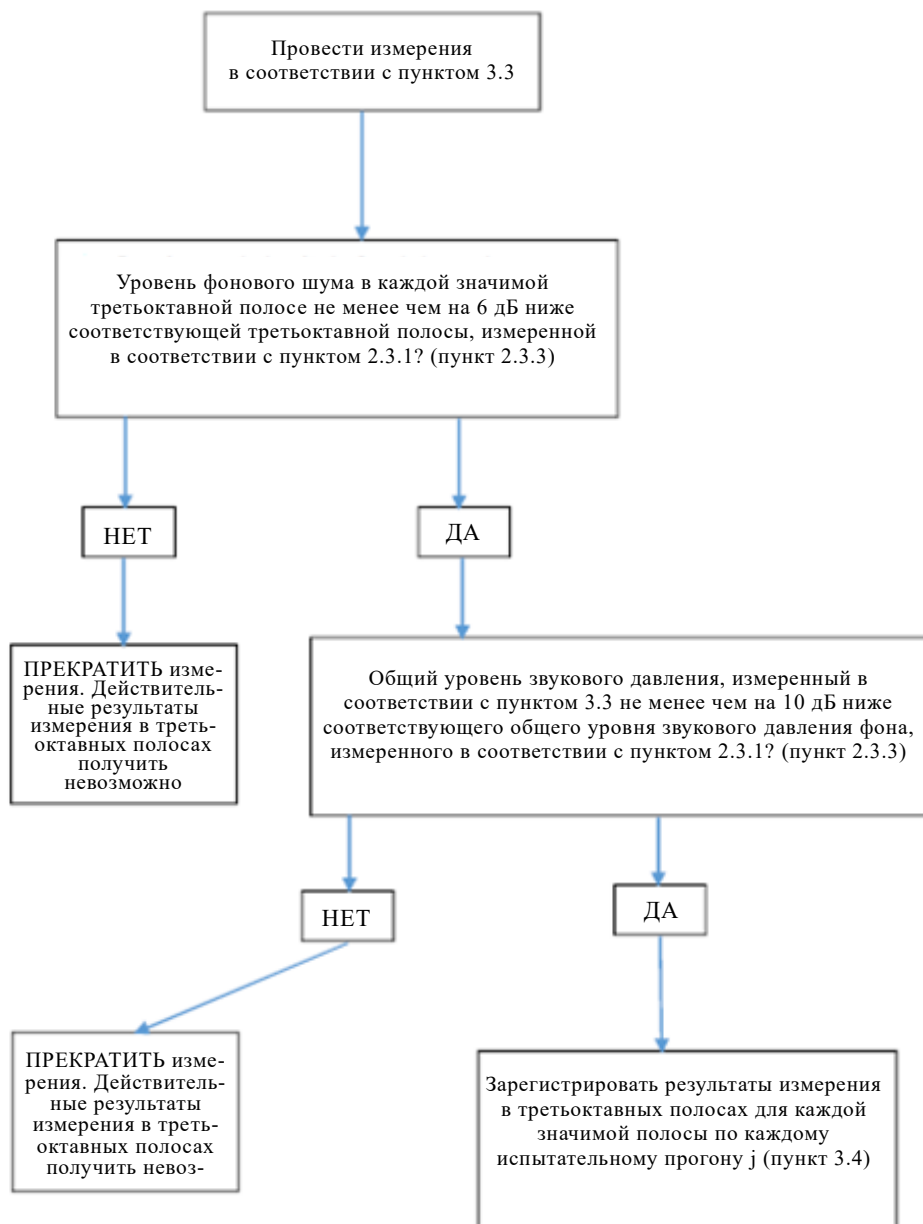 Провести измерения
в соответствии с пунктом 3.3
Уровень фонового шума в каждой значимой
третьоктавной полосе не менее чем на 6 дБ ниже
соответствующей третьоктавной полосы, измеренной
в соответствии с пунктом 2.3.1? (пункт 2.3.3)
НЕТ
ДА
ПРЕКРАТИТЬ изме-
рения. Действитель-
ные результаты
измерения в треть-
октавных полосах
получить
невозможно
Общий уровень звукового давления, измеренный в
соответствии с пунктом 3.3 не менее чем на 10 дБ ниже
соответствующего общего уровня звукового давления фона,
измеренного в соответствии с пунктом 2.3.1? (пункт 2.3.3)
НЕТ
ДА
ПРЕКРАТИТЬ изме-
рения. Действитель-
ные результаты
измерения в треть-
октавных полосах
получить невоз-
Зарегистрировать результаты измерения
в третьоктавных полосах для каждой
значимой полосы по каждому
испытательному прогону j (пункт 3.4)